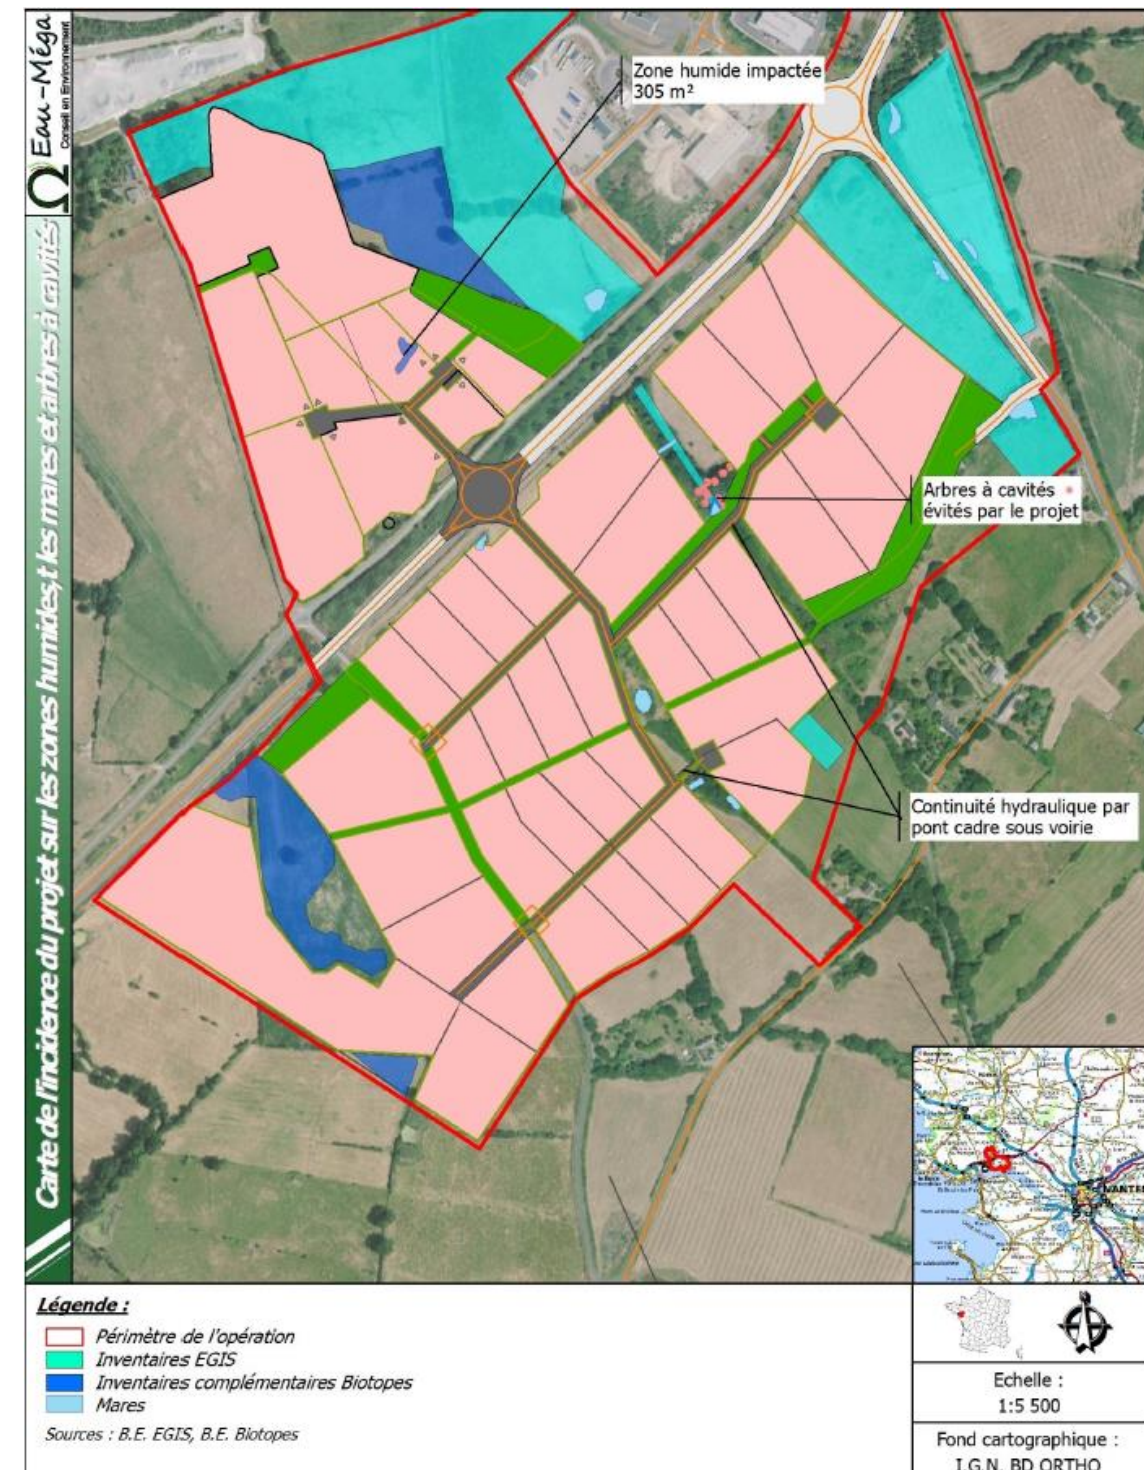 Eau-Méga
Conseil en Environnement
Carte de l'incidence du projet sur les zones humides,t les mares et arbres à cavités
Zone humide impactée
305 m²
Arbres à cavités
évités par le projet
Continuité hydraulique par
pont cadre sous voirie
NANTES
Légende :
Périmètre de l'opération
Inventaires EGIS
Inventaires complémentaires Biotopes
Mares
Sources : B.E. EGIS, B.E. Biotopes
Echelle :
1:5 500
Fond cartographique :
I.G.N. BD ORTHO